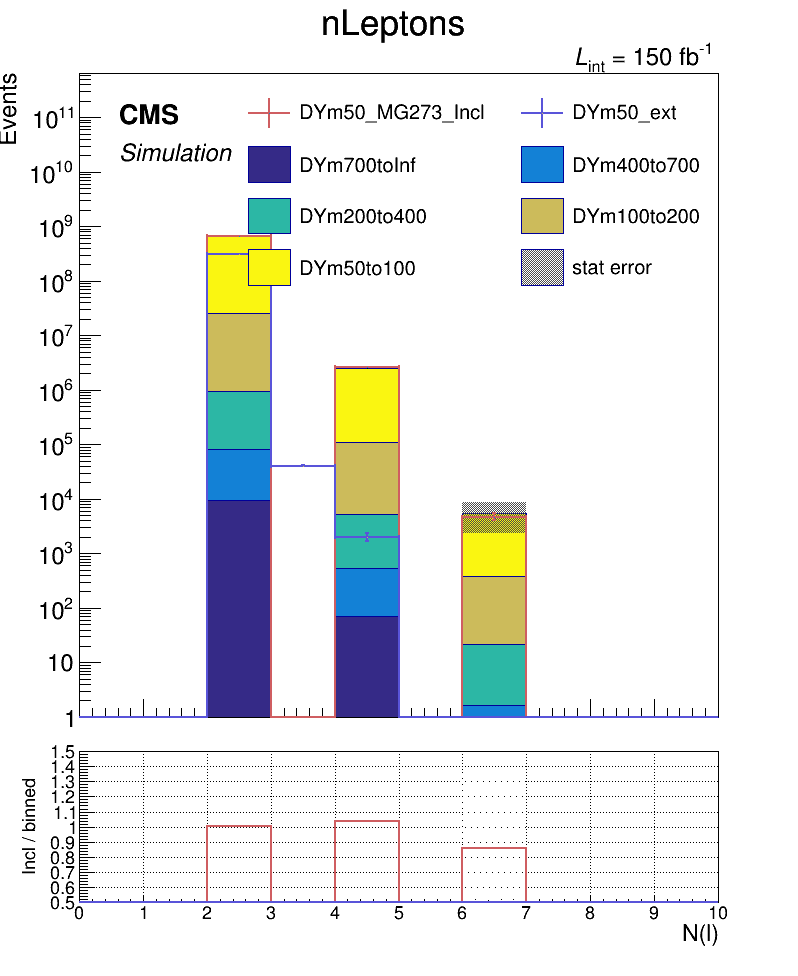 nLeptons
L_int = 150 fb^-1
Events
CMS
Simulation
DYm50_MG273_Incl
DYm50_ext
DYm700toInf
DYm400to700
DYm200to400
DYm100to200
DYm50to100
stat error
10^11
10^10
10^9
10^8
10^7
10^6
10^5
10^4
10^3
10^2
10
1
Incl / binned
1.5
1.4
1.3
1.2
1.1
1
0.9
0.8
0.7
0.6
0.5
0 1 2 3 4 5 6 7 8 9 10
N(l)